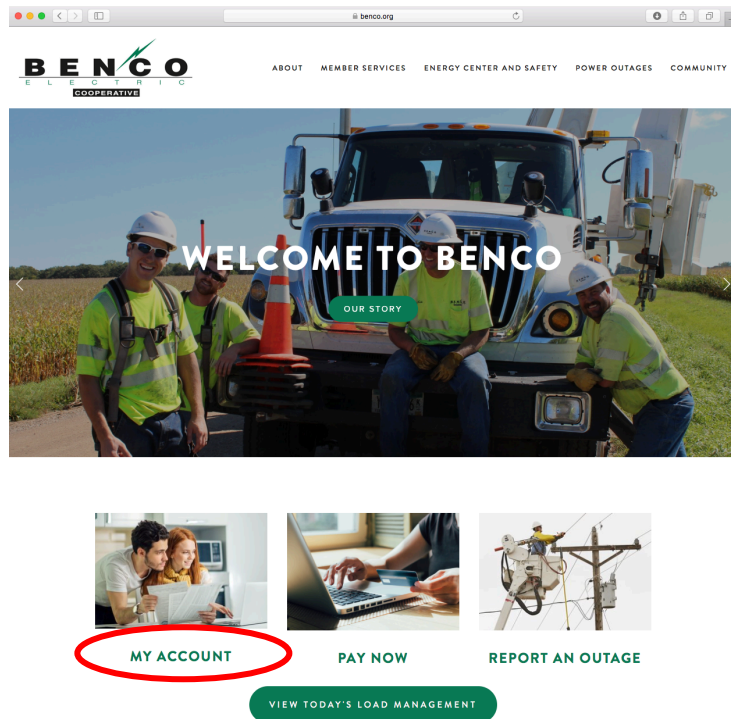 benco.org
BENCO
ELECTRIC
COOPERATIVE
ABOUT MEMBER SERVICES ENERGY CENTER AND SAFETY POWER OUTAGES COMMUNITY
WELCOME TO BENCO
OUR STORY
MY ACCOUNT PAY NOW REPORT AN OUTAGE
VIEW TODAY'S LOAD MANAGEMENT